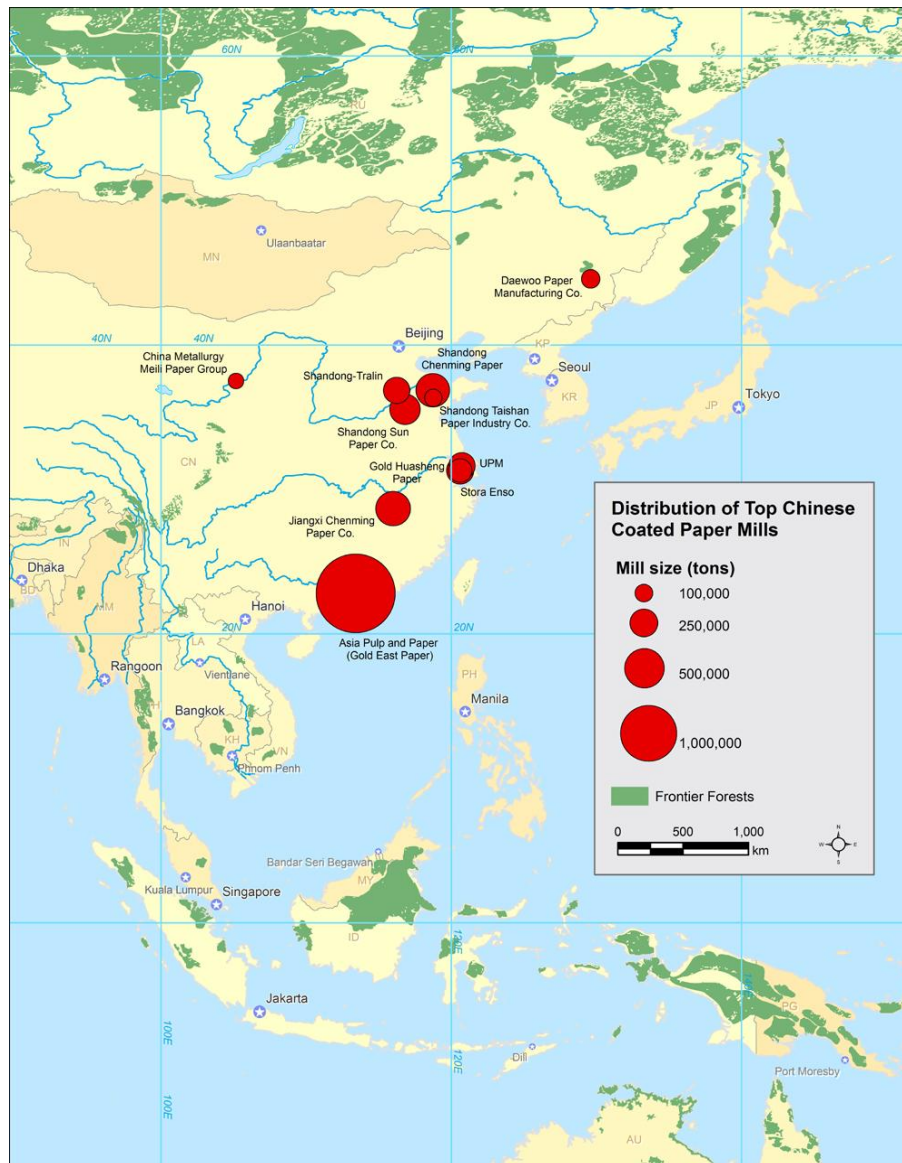 60N
60N
RU
Ulaanbaatar
MN
Daewoo Paper
Manufacturing Co.
40N
40N
Beijing
KP
China Metallurgy
Meili Paper Group
Shandong
Chenming Paper
Seoul
Shandong-Tralin
KR
Tokyo
JP
Shandong Taishan
Paper Industry Co.
Shandong Sun
Paper Co.
CN
Gold Huasheng
Paper
UPM
Stora Enso
Jiangxi Chenming
Paper Co.
IN
Dhaka
BD
MM
Hanoi
20N
20N
Asia Pulp and Paper
(Gold East Paper)
LA
Vientiane
Rangoon
PH
Manila
TH
Bangkok
KH
VN
Phnom Penh
Distribution of Top Chinese
Coated Paper Mills
Mill size (tons)
100,000
250,000
500,000
1,000,000
Frontier Forests
0 500 1,000
km
N
W E
S
Bandar Seri Begawan
MY
Kuala Lumpur
Singapore
ID
120E
Jakarta
PG
100E
120E
Dili
Port Moresby
100E
AU